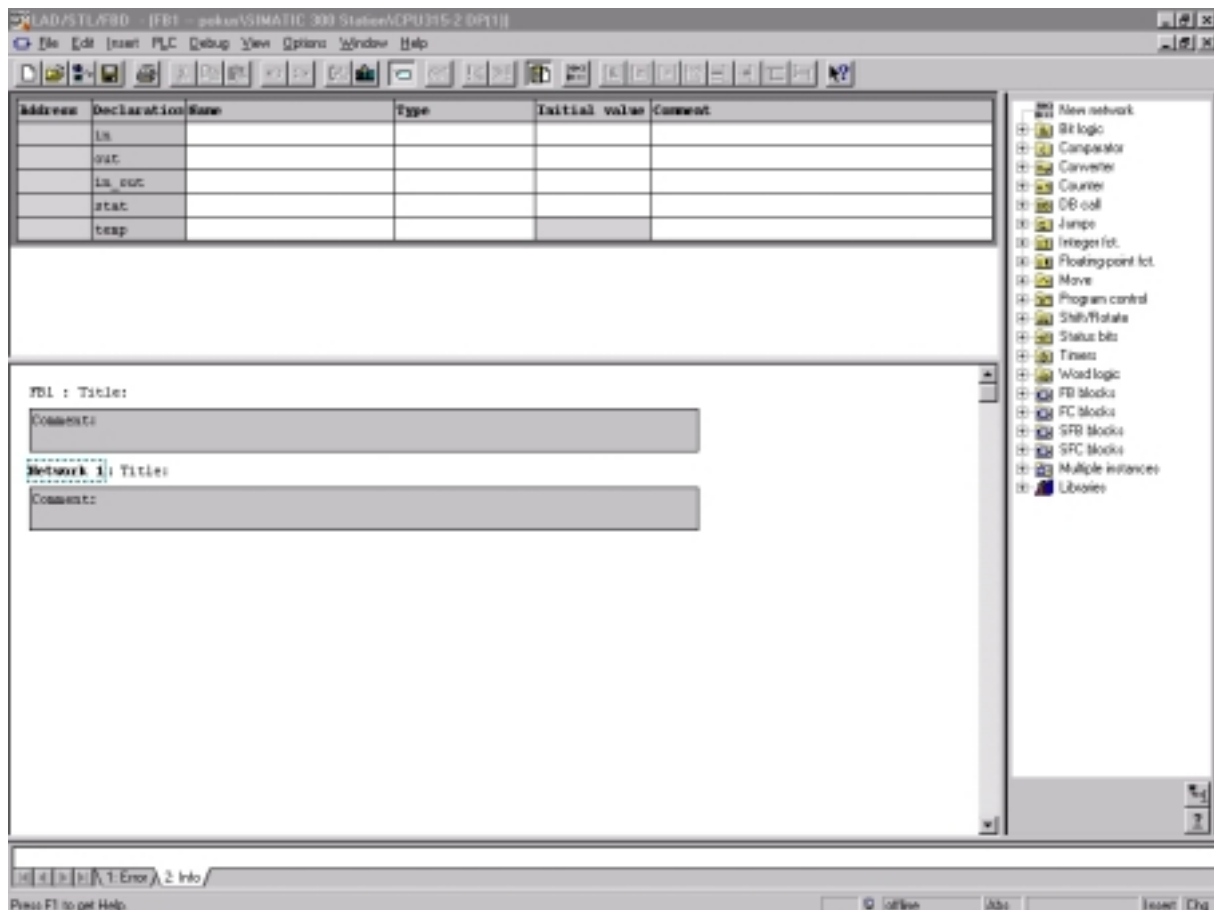 LAD/STL/FBD - [FB1 - pokus\SIMATIC 300 Station\CPU315-2 DP(1)]
File Edit Insert PLC Debug View Options Window Help
Address Declaration Name Type Initial value Comment
in
out
in_out
stat
temp
FB1 : Title:
Comment:
Network 1: Title:
Comment:
New network
Bit logic
Comparator
Converter
Counter
DB call
Jumps
Integer fct.
Floating-point fct.
Move
Program control
Shift/Rotate
Status bits
Timers
Word logic
FB blocks
FC blocks
SFB blocks
SFC blocks
Multiple instances
Libraries
1: Error 2: Info
Press F1 to get Help. offline Abs Insert Chg